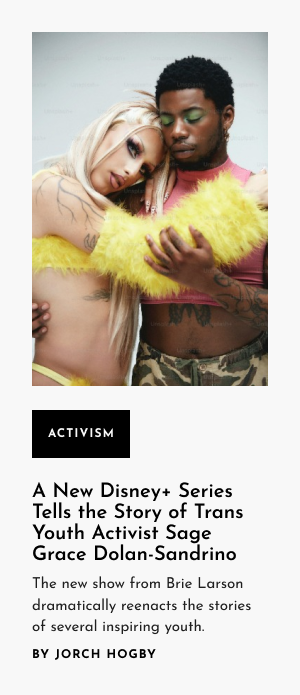 ACTIVISM
A New Disney+ Series
Tells the Story of Trans
Youth Activist Sage
Grace Dolan-Sandrino
The new show from Brie Larson
dramatically reenacts the stories
of several inspiring youth.
BY JORCH HOGBY